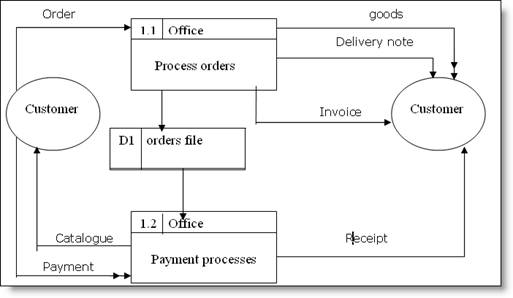 Order
goods
1.1 Office
Delivery note
Process orders
Customer
Customer
Invoice
D1 orders file
1.2 Office
Catalogue
Receipt
Payment processes
Payment